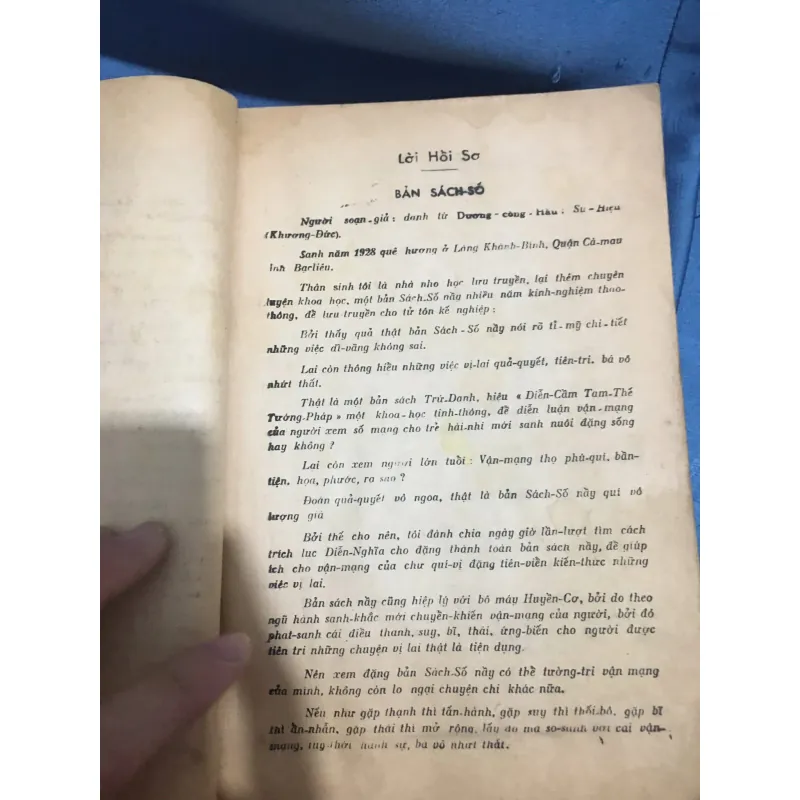 Lời Hồi Sơ
BẢN SÁCH-SỐ
Người soạn-giả : danh từ Dương-công-Hầu : Sư-Hiệu
(Khương-Đức).
Sanh năm 1928 quê hương ở Làng Khánh-Bình, Quận Cà-mau
tỉnh Bạcliêu.
Thân sinh tôi là nhà nho học lưu truyền, lại thêm chuyên
luyện khoa học, một bản Sách-Số nầy nhiều năm kinh-nghiệm thao-
thông, để lưu truyền cho tử tôn kế nghiệp :
Bởi thấy quả thật bản Sách-Số nầy nói rõ tỉ-mỹ chi-tiết
những việc dĩ-vãng không sai.
Lại còn thông hiểu những việc vị-lai quả-quyết, tiên-tri, bá vô
nhứt thất.
Thật là một bản sách Trứ-Danh, hiệu « Diễn-Cầm Tam-Thế
Tướng-Pháp » một khoa-học tinh-thông, để diễn luận vận-mạng
của người xem số mạng cho trẻ hài-nhi mới sanh nuôi đặng sống
hay không ?
Lại còn xem người lớn tuổi : Vận-mạng thọ phú-quí, bần-
tiện, họa, phước, ra sao ?
Đoán quả-quyết vô ngoa, thật là bản Sách-Số nầy quí vô
lượng giá
Bởi thế cho nên, tôi đành chia ngày giờ lần-lượt tìm cách
trích lục Diễn-Nghĩa cho đặng thành toàn bản sách nầy, để giúp
ích cho vận-mạng của chư quí-vị đặng tiên-viễn kiến-thức những
việc vị lai.
Bản sách nầy cũng hiệp lý với bộ máy Huyền-Cơ, bởi do theo
ngũ hành sanh-khắc mới chuyển-khiến vận-mạng của người, bởi đó
phát-sanh cái điều thạnh, suy, bĩ, thái, ứng-biến cho người được
tiên tri những chuyện vị lai thật là tiện dụng.
Nên xem đặng bản Sách-Số nầy có thể tường-tri vận mạng
của mình, không còn lo ngại chuyện chi khác nữa.
Nếu như gặp thạnh thì tấn-hành, gặp suy thì thối-bộ, gặp bĩ
thì ẩn-nhẫn, gặp thái thì mở rộng, lấy đó mà so-sánh với cái vận-
mạng, tùy thời hành sự, bá vô nhứt thất.